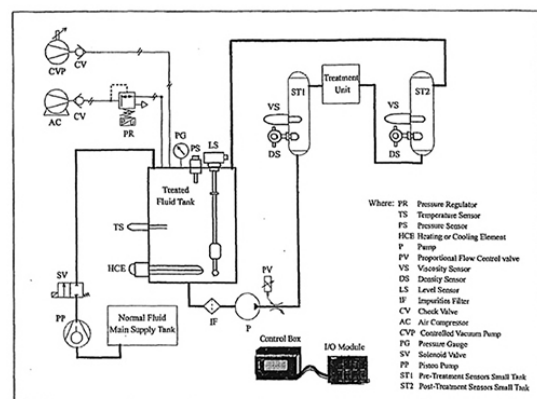 CVP
CV
AC
CV
PR
PG
PS
LS
ST1
Treatment
Unit
ST2
VS
DS
VS
DS
Treated
Fluid Tank
TS
HCE
SV
PP
Normal Fluid
Main Supply Tank
IF
P
PV
Control Box
I/O Module
Where: PR Pressure Regulator
TS Temperature Sensor
PS Pressure Sensor
HCE Heating or Cooling Element
P Pump
PV Proportional Flow Control valve
VS Viscosity Sensor
DS Density Sensor
LS Level Sensor
IF Impurities Filter
CV Check Valve
AC Air Compressor
CVP Controlled Vacuum Pump
PG Pressure Gauge
SV Solenoid Valve
PP Piston Pump
ST1 Pre-Treatment Sensors Small Tank
ST2 Post-Treatment Sensors Small Tank